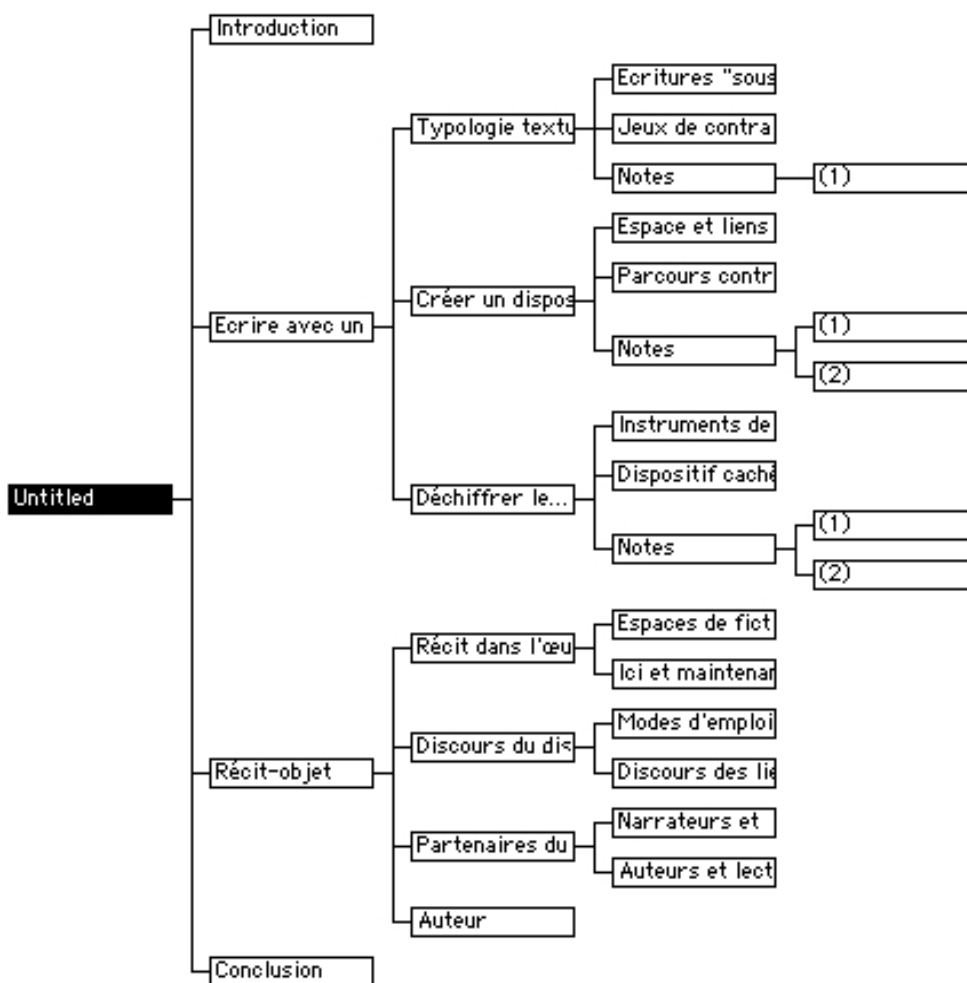 Introduction
Ecritures "sous
Typologie textu
Jeux de contra
Notes
(1)
Espace et liens
Parcours contr
Créer un dispos
(1)
Ecrire avec un
Notes
(2)
Instruments de
Dispositif caché
Untitled
Déchiffrer le...
(1)
Notes
(2)
Espaces de fict
Récit dans l'œu
Ici et maintenan
Modes d'emploi
Discours du dis
Récit-objet
Discours des lie
Narrateurs et
Partenaires du
Auteurs et lect
Auteur
Conclusion